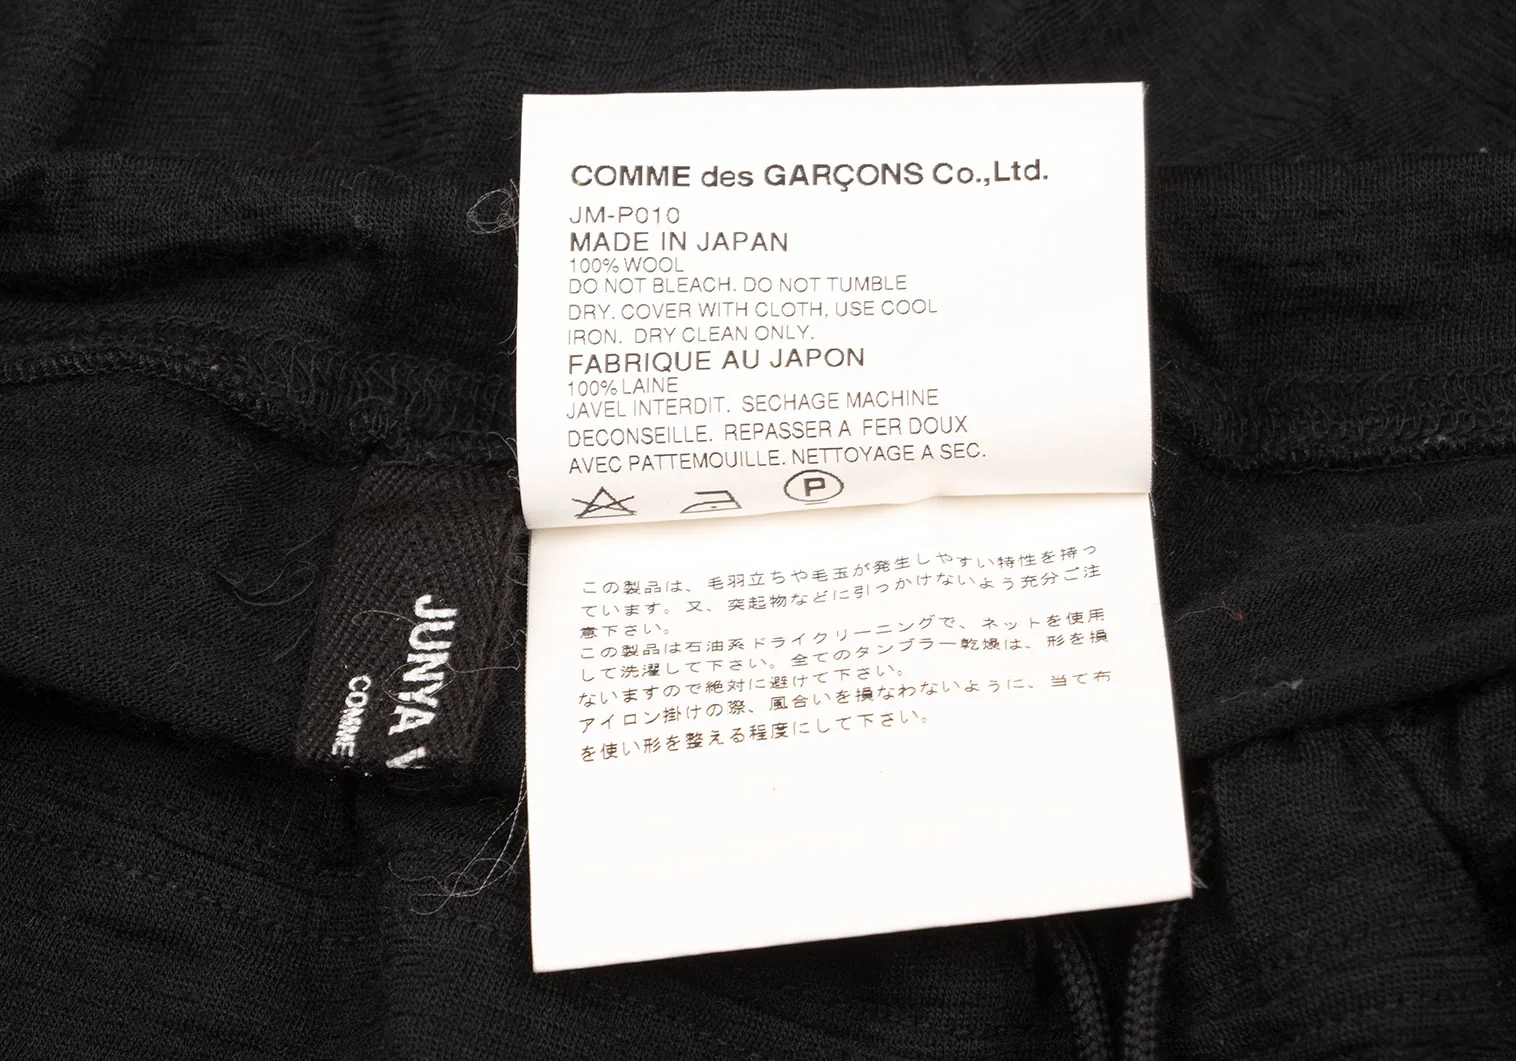 COMME des GARÇONS Co.,Ltd.
JM-P010
MADE IN JAPAN
100% WOOL
DO NOT BLEACH. DO NOT TUMBLE
DRY. COVER WITH CLOTH, USE COOL
IRON. DRY CLEAN ONLY.
FABRIQUE AU JAPON
100% LAINE
JAVEL INTERDIT. SECHAGE MACHINE
DECONSEILLE. REPASSER A FER DOUX
AVEC PATTEMOUILLE. NETTOYAGE A SEC.
P
この製品は、毛羽立ちや毛玉が発生しやすい特性を持っ
ています。又、突起物などに引っかけないよう充分ご注
意下さい。
この製品は石油系ドライクリーニングで、ネットを使用
して洗濯して下さい。全てのタンブラー乾燥は、形を損
ないますので絶対に避けて下さい。
アイロン掛けの際、風合いを損なわないように、当て布
を使い形を整える程度にして下さい。
JUNYA
COMME